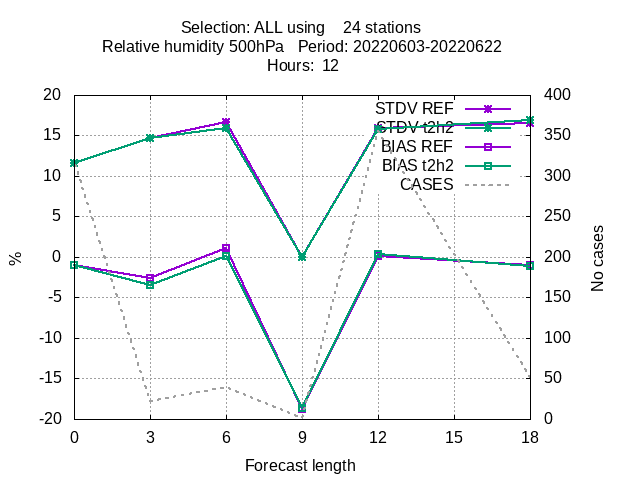 Selection: ALL using    24 stations
Relative humidity 500hPa   Period: 20220603-20220622
Hours:  12
20 400
STDV REF
STDV t2h2
15 350
BIAS REF
BIAS t2h2
10 300
CASES
5 250
0 200
%
No cases
-5 150
-10 100
-15 50
-20 0
0 3 6 9 12 15 18
Forecast length